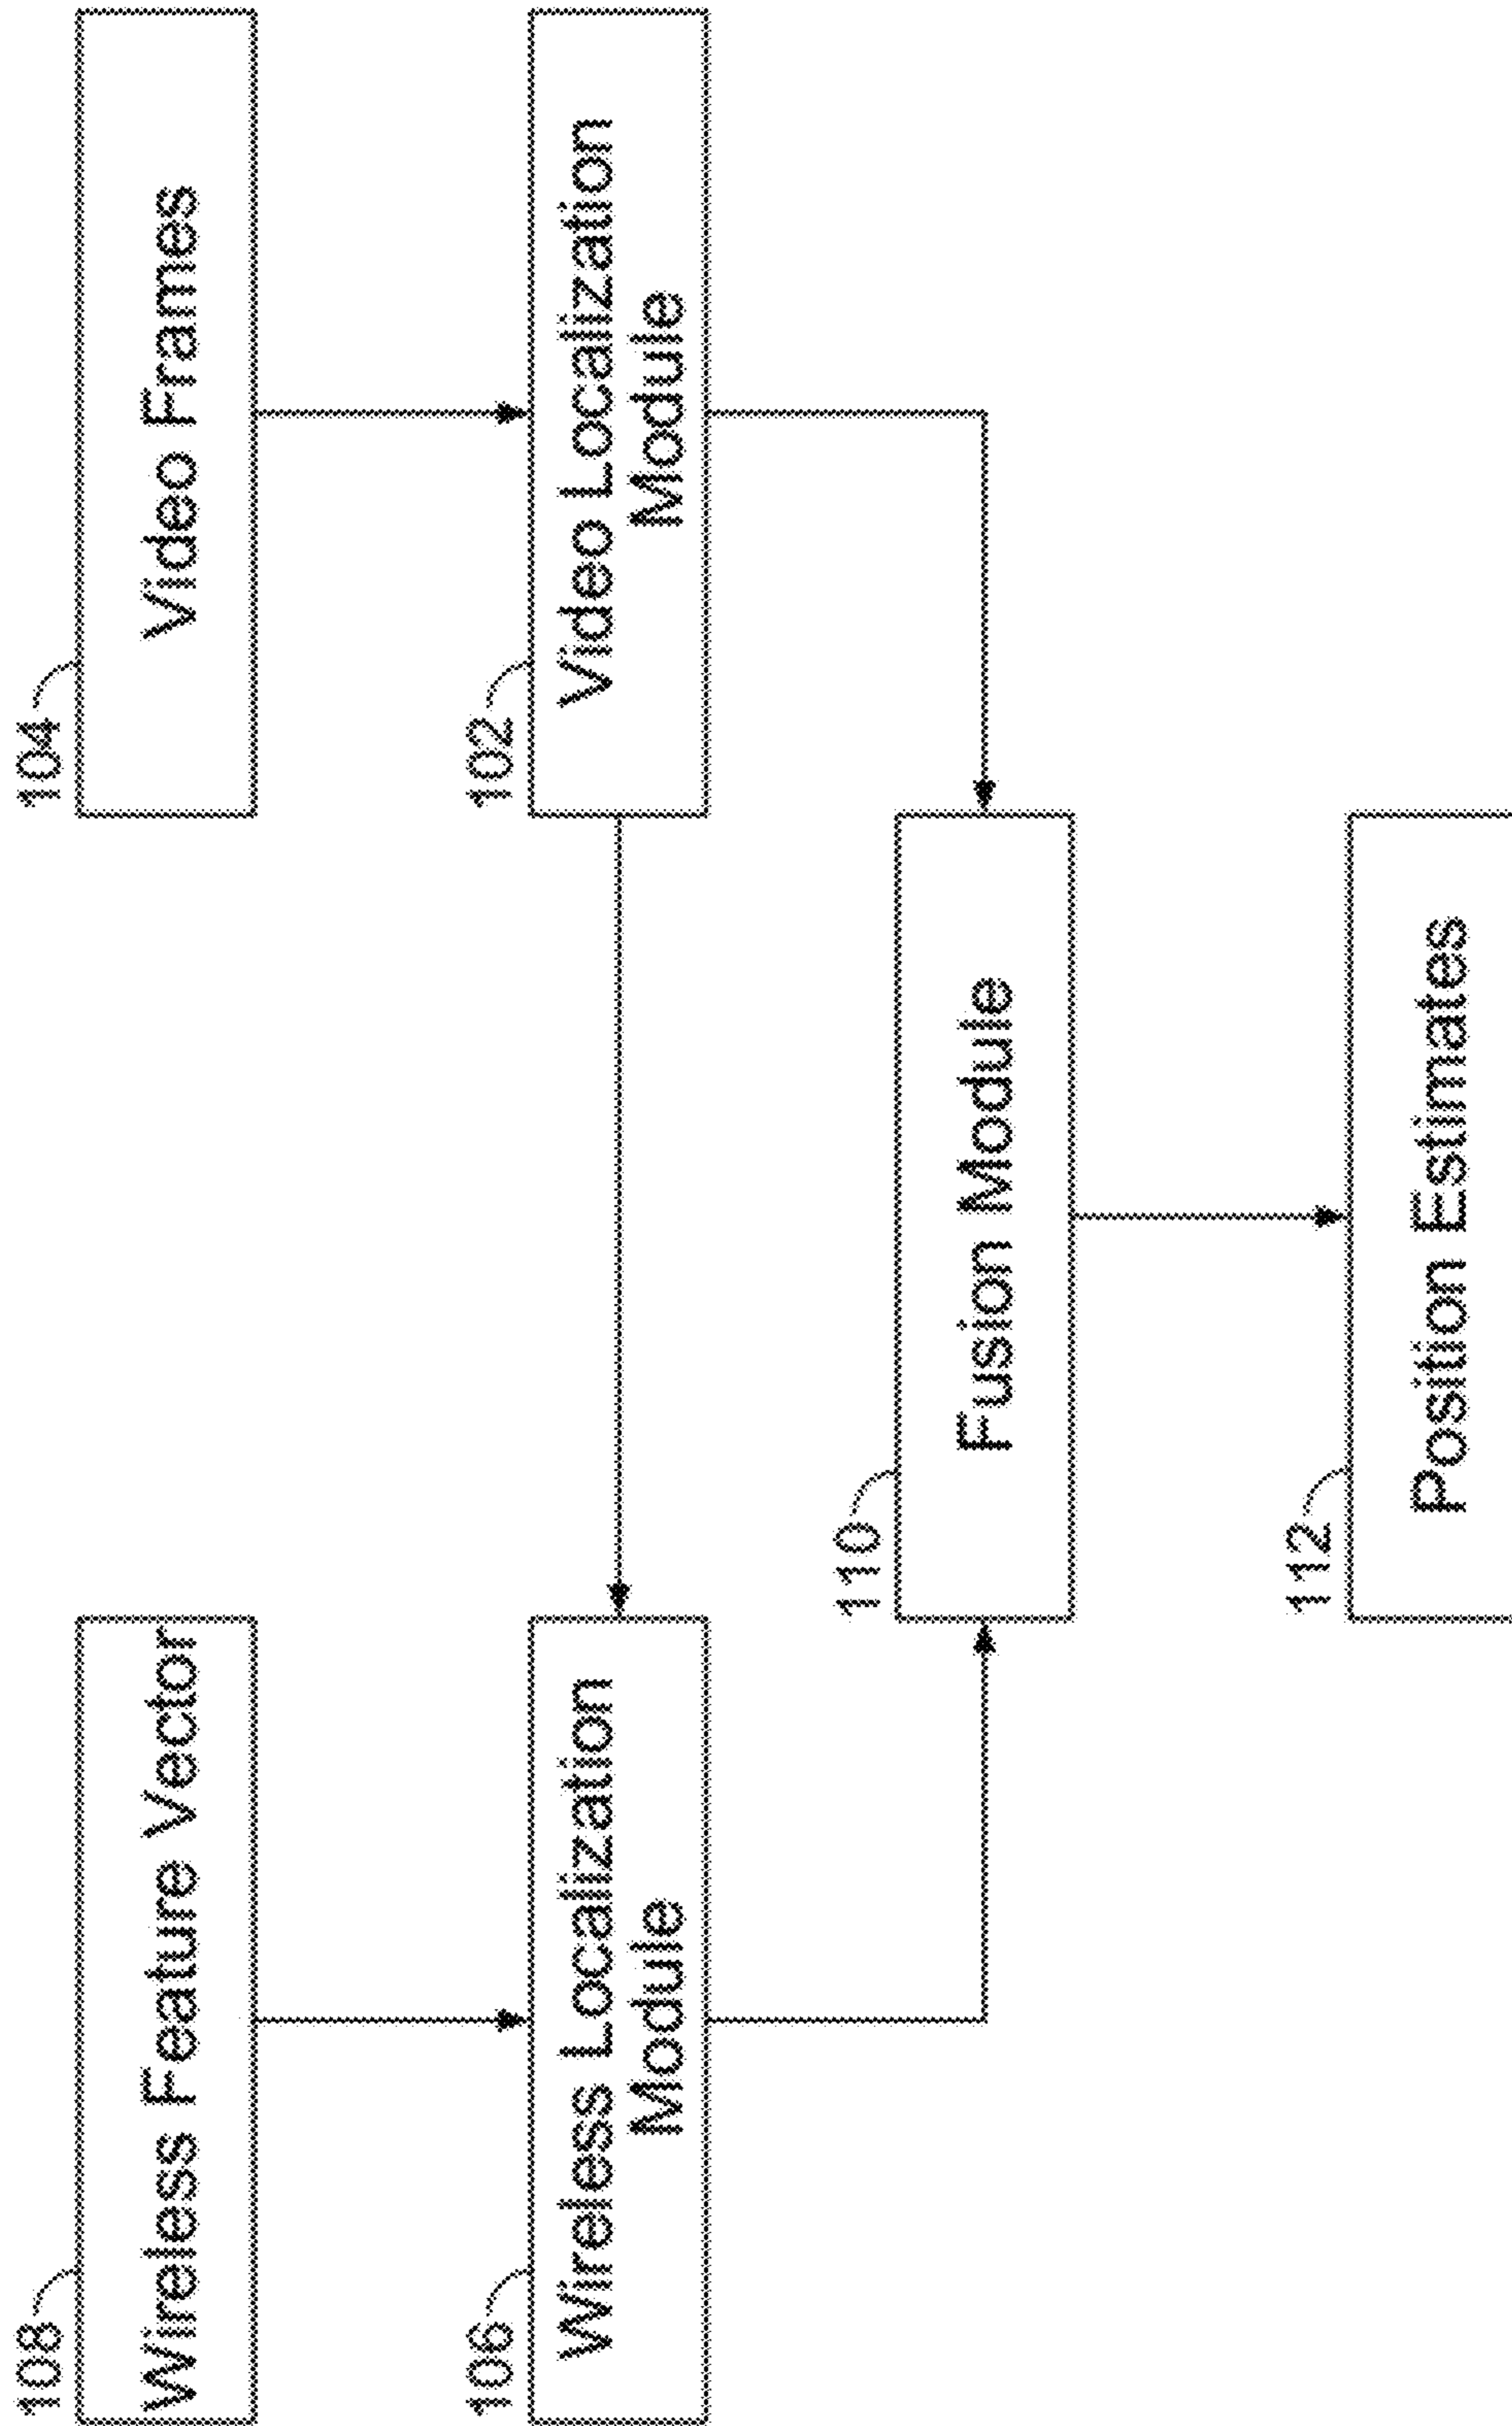 108
Wireless Feature Vector
104
Video Frames
106
Wireless Localization
Module
102
Video Localization
Module
110
Fusion Module
112
Position Estimates